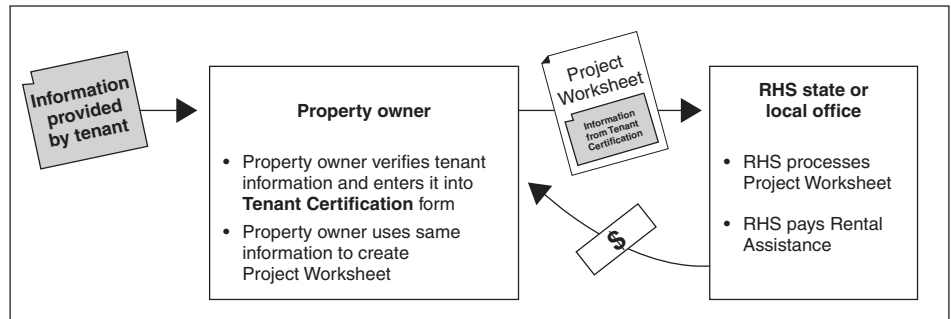 Information
provided
by tenant
Property owner
• Property owner verifies tenant
information and enters it into
Tenant Certification form
• Property owner uses same
information to create
Project Worksheet
Project
Worksheet
Information
from Tenant
Certification
$
RHS state or
local office
• RHS processes
Project Worksheet
• RHS pays Rental
Assistance